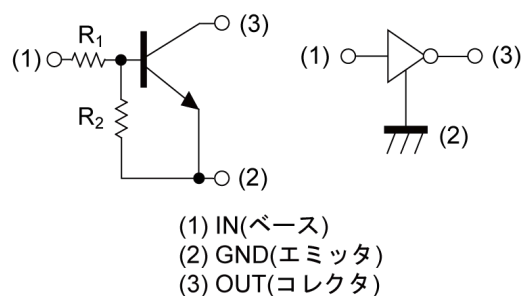 R1
(1)
(3)
R2
(2)
(1)
(3)
(2)
(1) IN(ベース)
(2) GND(エミッタ)
(3) OUT(コレクタ)